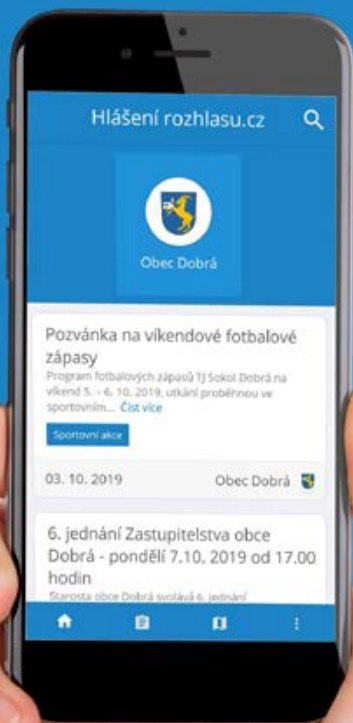 Hlášení rozhlasu.cz
Obec Dobrá
Pozvánka na víkendové fotbalové
zápasy
Program fotbalových zápasů TJ Sokol Dobrá na
víkend 5. - 6. 10. 2019, utkání proběhnou ve
sportovním... Číst více
Sportovní akce
03. 10. 2019 Obec Dobrá
6. jednání Zastupitelstva obce
Dobrá - pondělí 7.10. 2019 od 17.00
hodin
Starosta obce Dobrá svolává 6. jednání